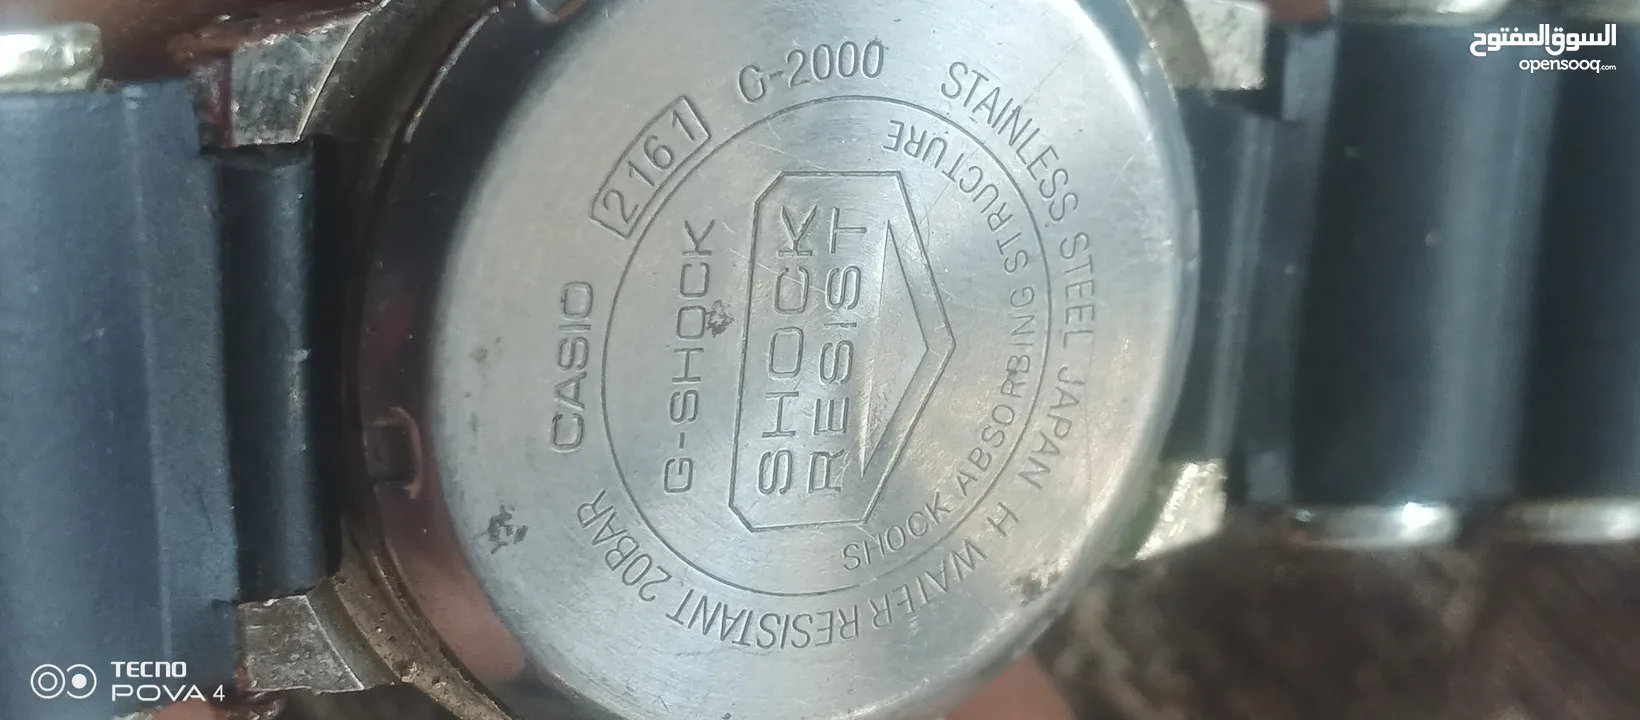 السوق المفتوح
opensooq.com
CASIO
2161
G-2000
STAINLESS STEEL JAPAN H WATER RESISTANT 20BAR
G-SHOCK
SHOCK
RESIST
SHOCK ABSORBING STRUCTURE
TECNO
POVA 4